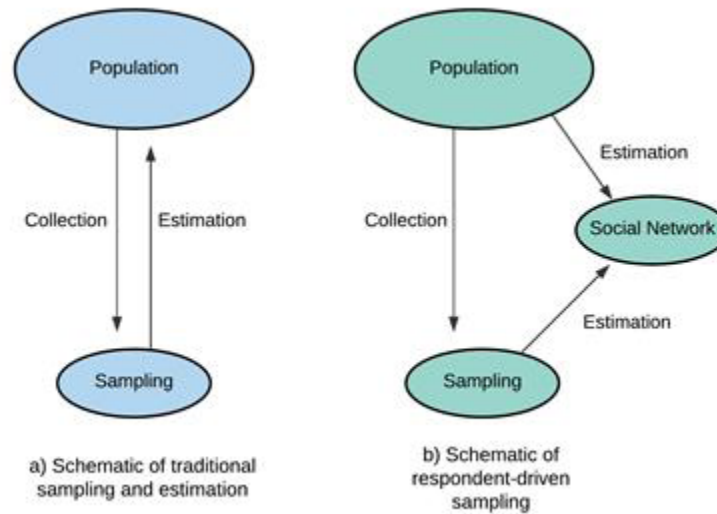 Population
Collection
Estimation
Sampling
a) Schematic of traditional
sampling and estimation
Population
Estimation
Collection
Social Network
Estimation
Sampling
b) Schematic of
respondent-driven
sampling